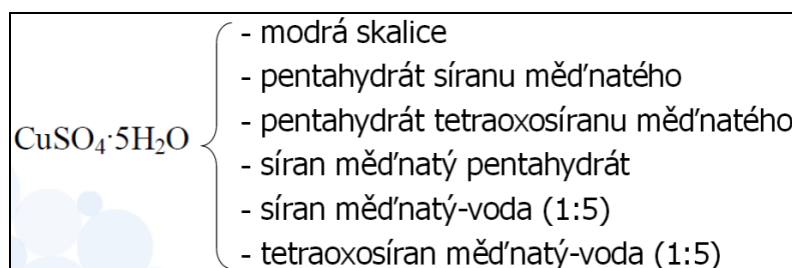 CuSO₄·5H₂O
- modrá skalice
- pentahydrát síranu měďnatého
- pentahydrát tetraoxosíranu měďnatého
- síran měďnatý pentahydrát
- síran měďnatý-voda (1:5)
- tetraoxosíran měďnatý-voda (1:5)